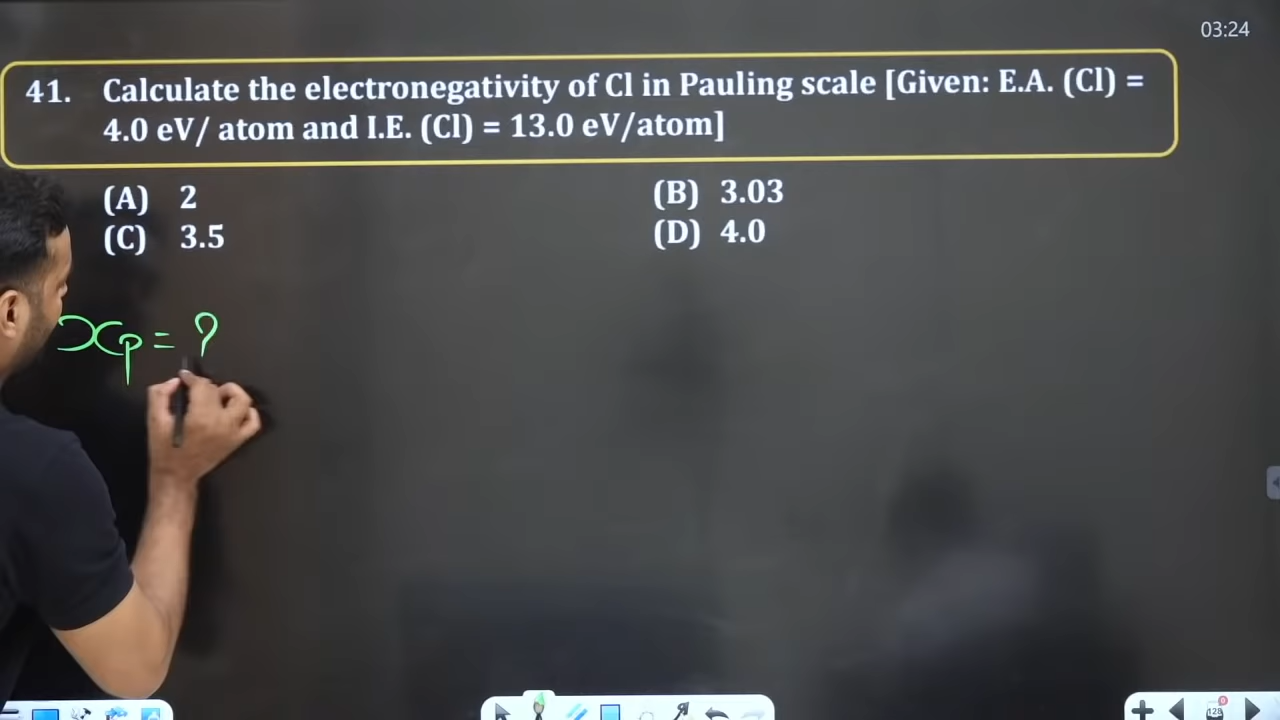 03:24
41. Calculate the electronegativity of Cl in Pauling scale [Given: E.A. (Cl) =
4.0 eV/ atom and I.E. (Cl) = 13.0 eV/atom]
(A) 2
(B) 3.03
(C) 3.5
(D) 4.0
xp = ?
128